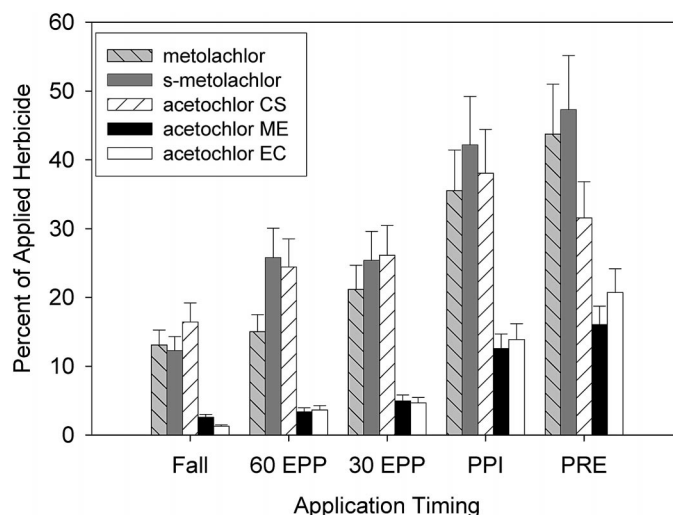 60
50
40
30
20
10
0
Percent of Applied Herbicide
metolachlor
s-metolachlor
acetochlor CS
acetochlor ME
acetochlor EC
Fall 60 EPP 30 EPP PPI PRE
Application Timing